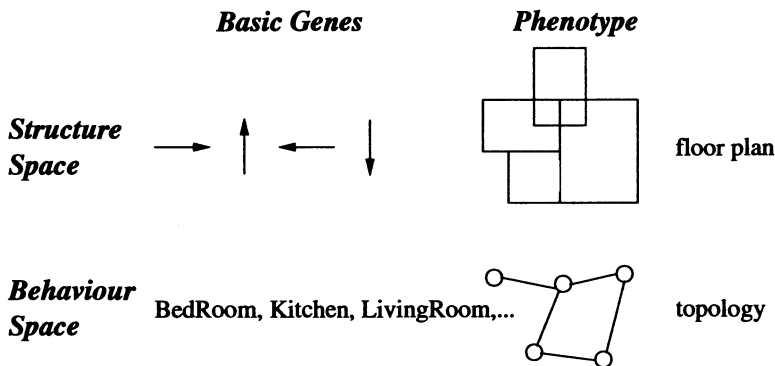 Basic Genes Phenotype
Structure Space
floor plan
Behaviour Space
BedRoom, Kitchen, LivingRoom,...
topology